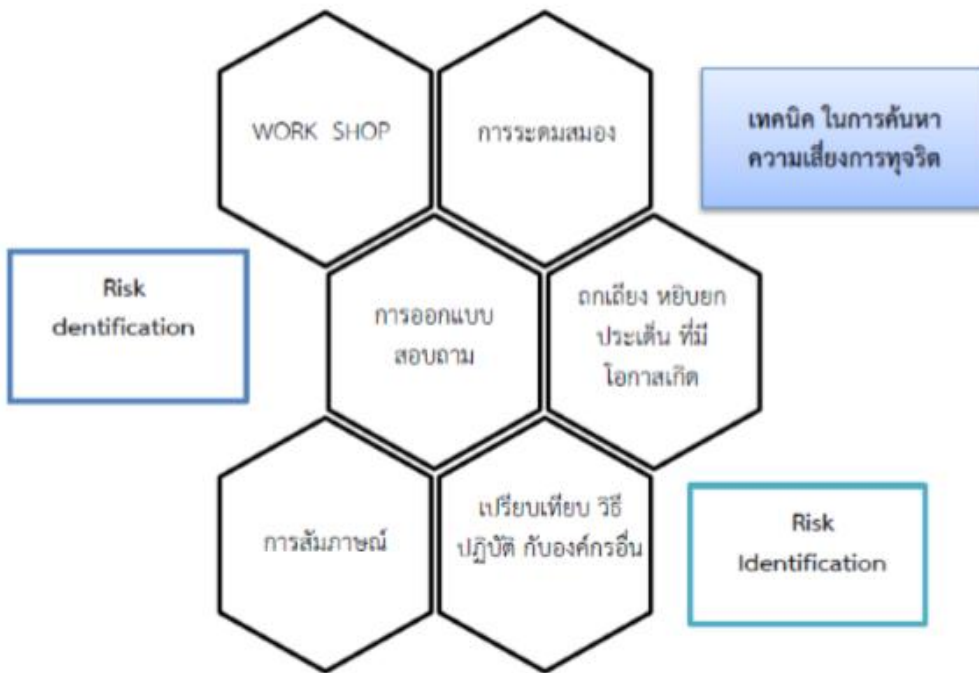 WORK SHOP
การระดมสมอง
เทคนิค ในการค้นหา
ความเสี่ยงการทุจริต
Risk
dentification
การออกแบบ
สอบถาม
ถกเถียง หยิบยก
ประเด็น ที่มี
โอกาสเกิด
การสัมภาษณ์
เปรียบเทียบ วิธี
ปฏิบัติ กับองค์กรอื่น
Risk
Identification